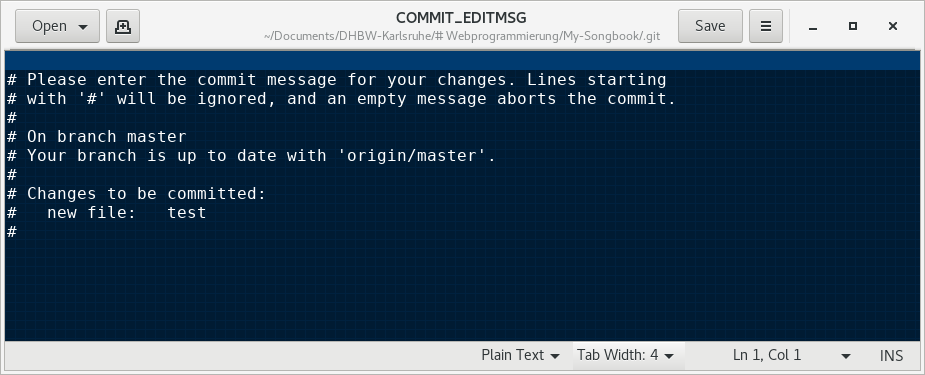 Open
COMMIT_EDITMSG
~/Documents/DHBW-Karlsruhe/# Webprogrammierung/My-Songbook/.git
Save
# Please enter the commit message for your changes. Lines starting
# with '#' will be ignored, and an empty message aborts the commit.
#
# On branch master
# Your branch is up to date with 'origin/master'.
#
# Changes to be committed:
#	new file:   test
#
Plain Text
Tab Width: 4
Ln 1, Col 1
INS